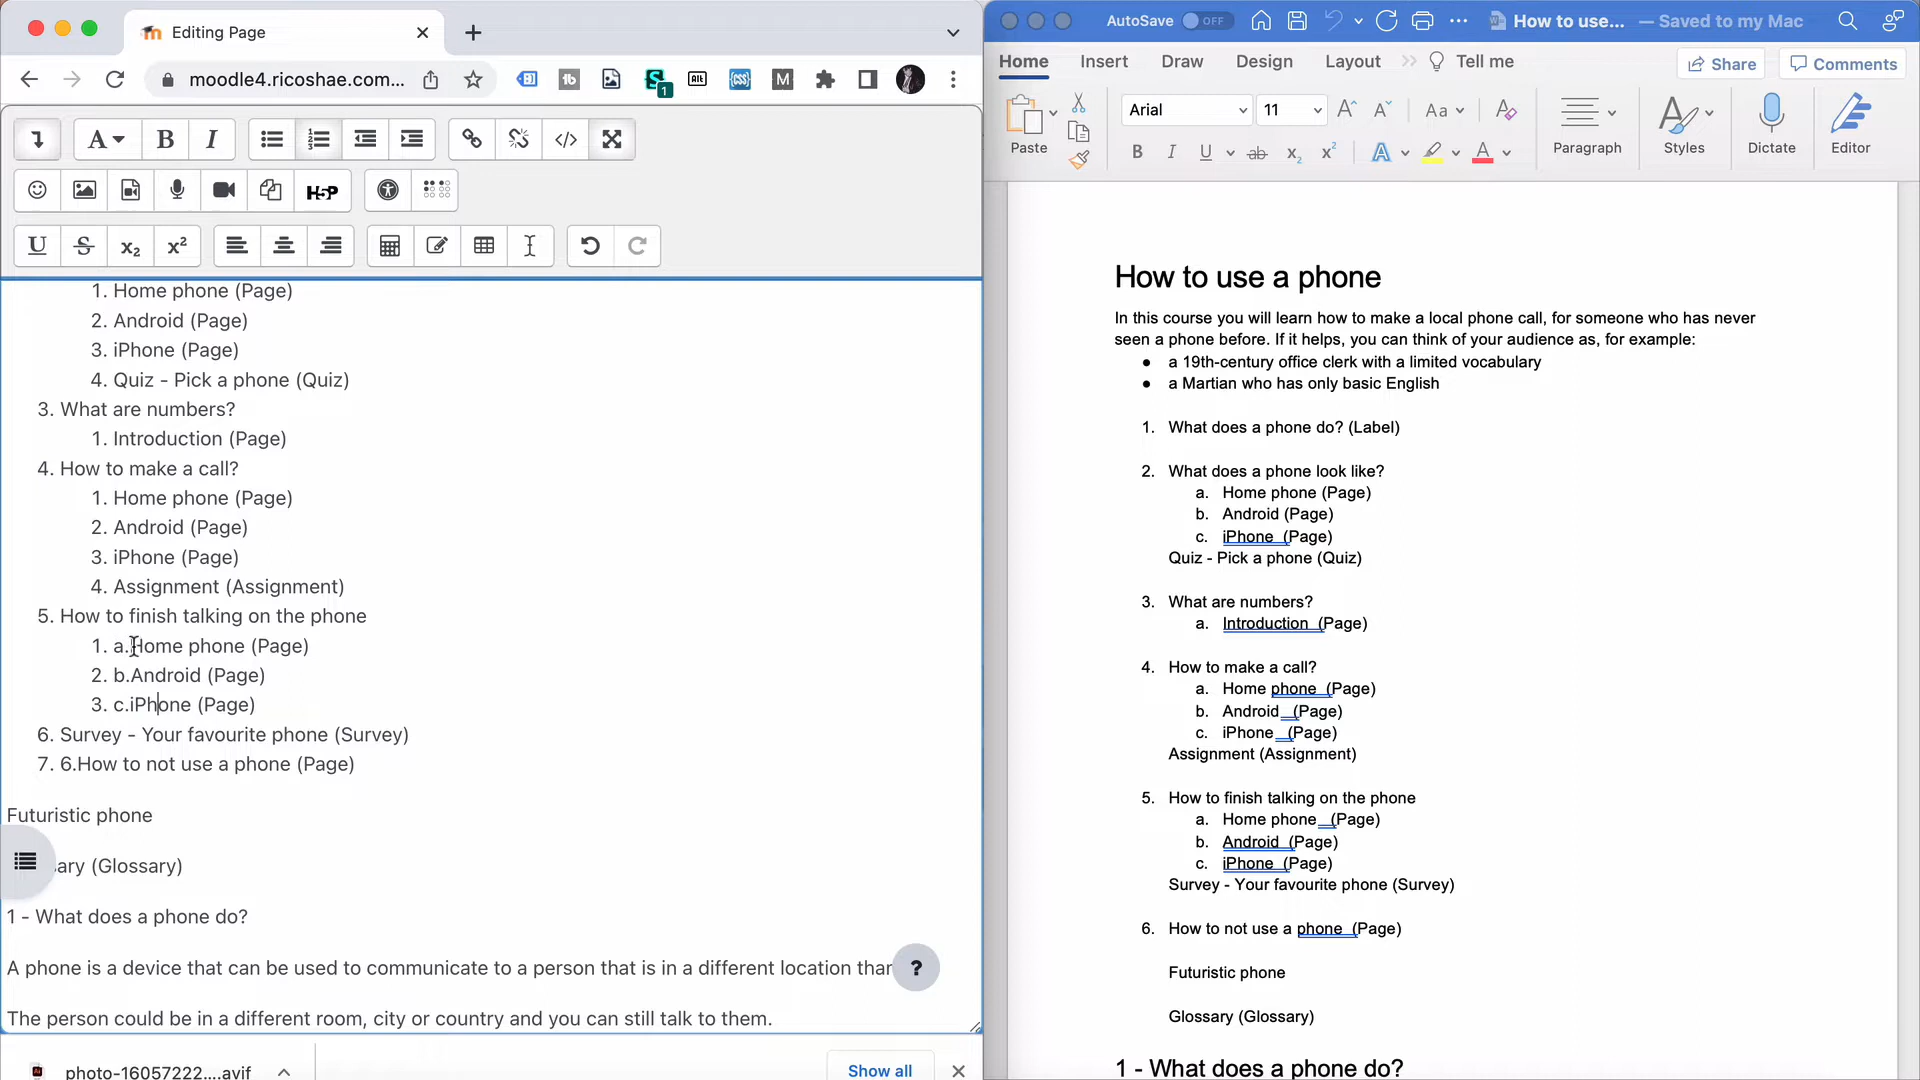 Editing Page
AutoSave OFF
How to use... — Saved to my Mac
moodle4.ricoshae.com...
Home Insert Draw Design Layout Tell me
Share
Comments
1
Alt
CSS
M
Paste
Arial
11
Aa
Paragraph
Styles
Dictate
Editor
A B I
H5P
B I U ab x₂ x² A A
U S x₂ x²
1. Home phone (Page)
2. Android (Page)
3. iPhone (Page)
4. Quiz - Pick a phone (Quiz)
3. What are numbers?
1. Introduction (Page)
4. How to make a call?
1. Home phone (Page)
2. Android (Page)
3. iPhone (Page)
4. Assignment (Assignment)
5. How to finish talking on the phone
1. a.Home phone (Page)
2. b.Android (Page)
3. c.iPhone (Page)
6. Survey - Your favourite phone (Survey)
7. 6.How to not use a phone (Page)
Futuristic phone
ary (Glossary)
1 - What does a phone do?
A phone is a device that can be used to communicate to a person that is in a different location than
?
The person could be in a different room, city or country and you can still talk to them.
photo-16057222....avif
Show all
How to use a phone
In this course you will learn how to make a local phone call, for someone who has never
seen a phone before. If it helps, you can think of your audience as, for example:
● a 19th-century office clerk with a limited vocabulary
● a Martian who has only basic English
1. What does a phone do? (Label)
2. What does a phone look like?
a. Home phone (Page)
b. Android (Page)
c. iPhone (Page)
Quiz - Pick a phone (Quiz)
3. What are numbers?
a. Introduction (Page)
4. How to make a call?
a. Home phone (Page)
b. Android (Page)
c. iPhone (Page)
Assignment (Assignment)
5. How to finish talking on the phone
a. Home phone (Page)
b. Android (Page)
c. iPhone (Page)
Survey - Your favourite phone (Survey)
6. How to not use a phone (Page)
Futuristic phone
Glossary (Glossary)
1 - What does a phone do?